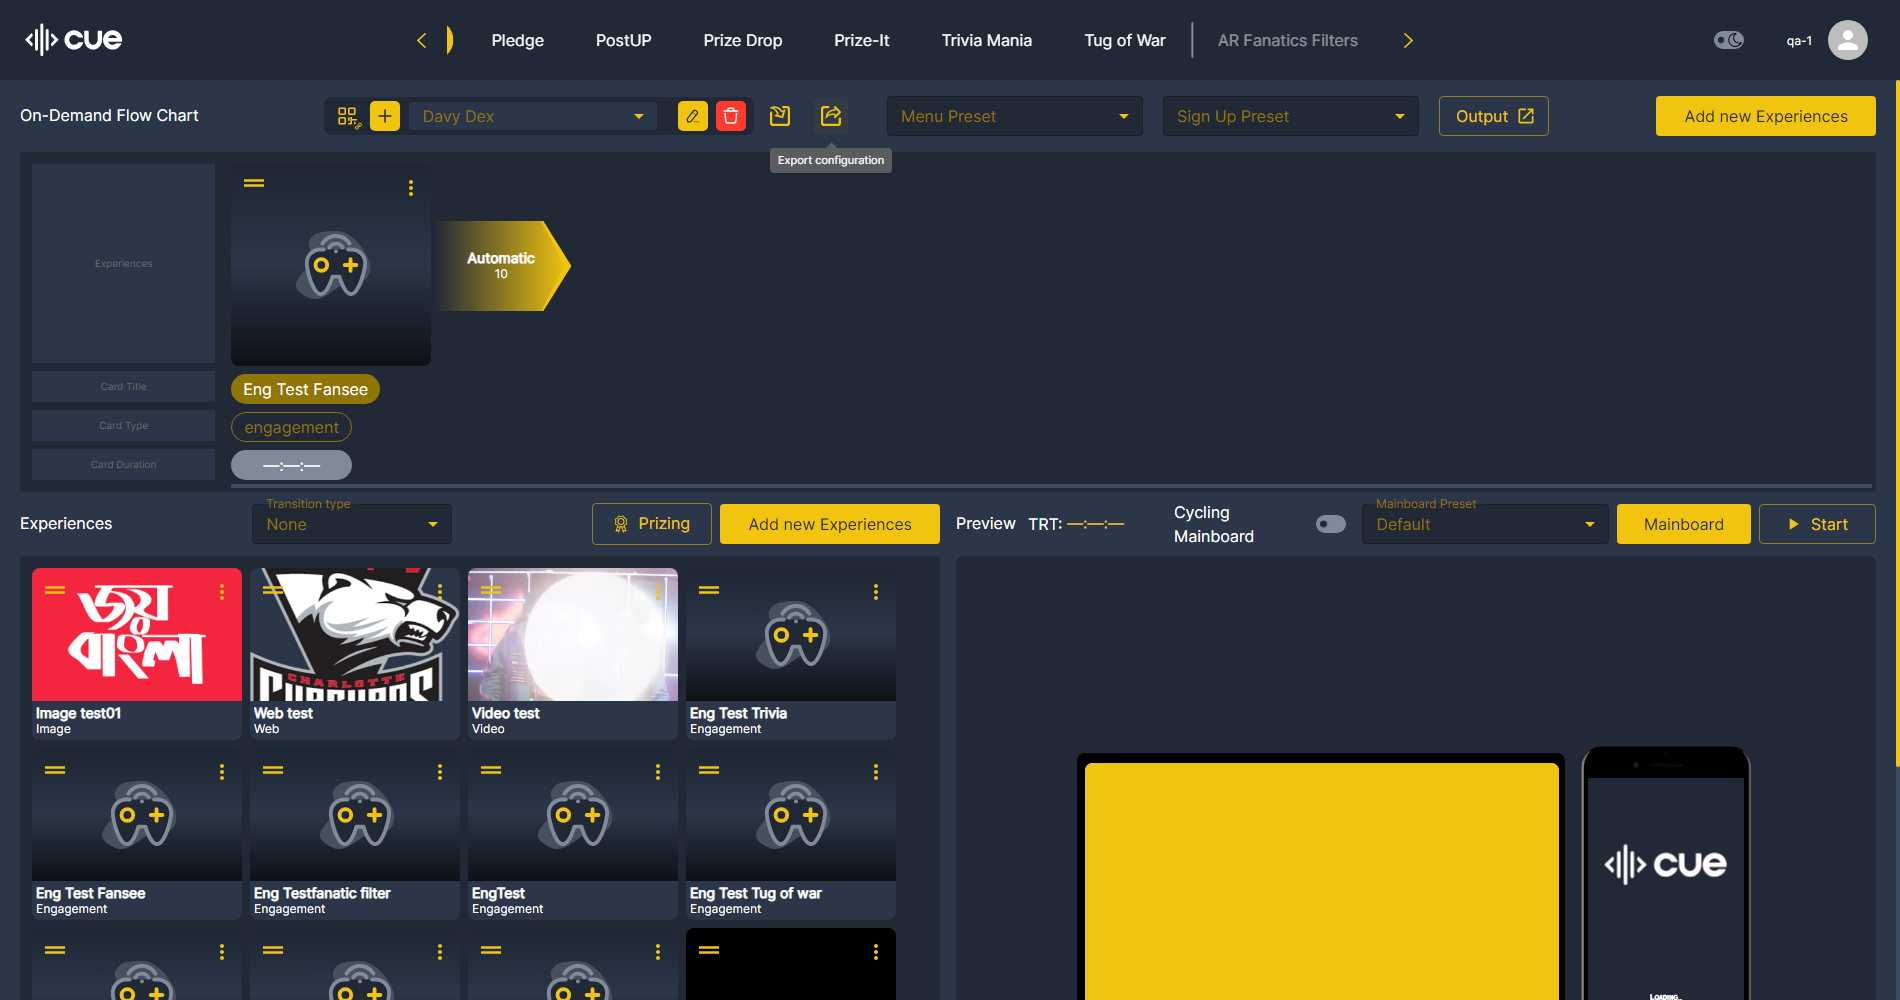 cue
Pledge
PostUP
Prize Drop
Prize-It
Trivia Mania
Tug of War
AR Fanatics Filters
qa-1
On-Demand Flow Chart
Davy Dex
Menu Preset
Sign Up Preset
Output
Add new Experiences
Export configuration
Experiences
Automatic
10
Card Title
Eng Test Fansee
Card Type
engagement
Card Duration
—:—:—
Experiences
Transition type
None
Prizing
Add new Experiences
Preview
TRT: —:—:—
Cycling
Mainboard
Mainboard Preset
Default
Mainboard
Start
জয়
বাংলা
CHARLOTTE
Image test01
Image
Web test
Web
Video test
Video
Eng Test Trivia
Engagement
Eng Test Fansee
Engagement
Eng Testfanatic filter
Engagement
EngTest
Engagement
Eng Test Tug of war
Engagement
cue
LOADING